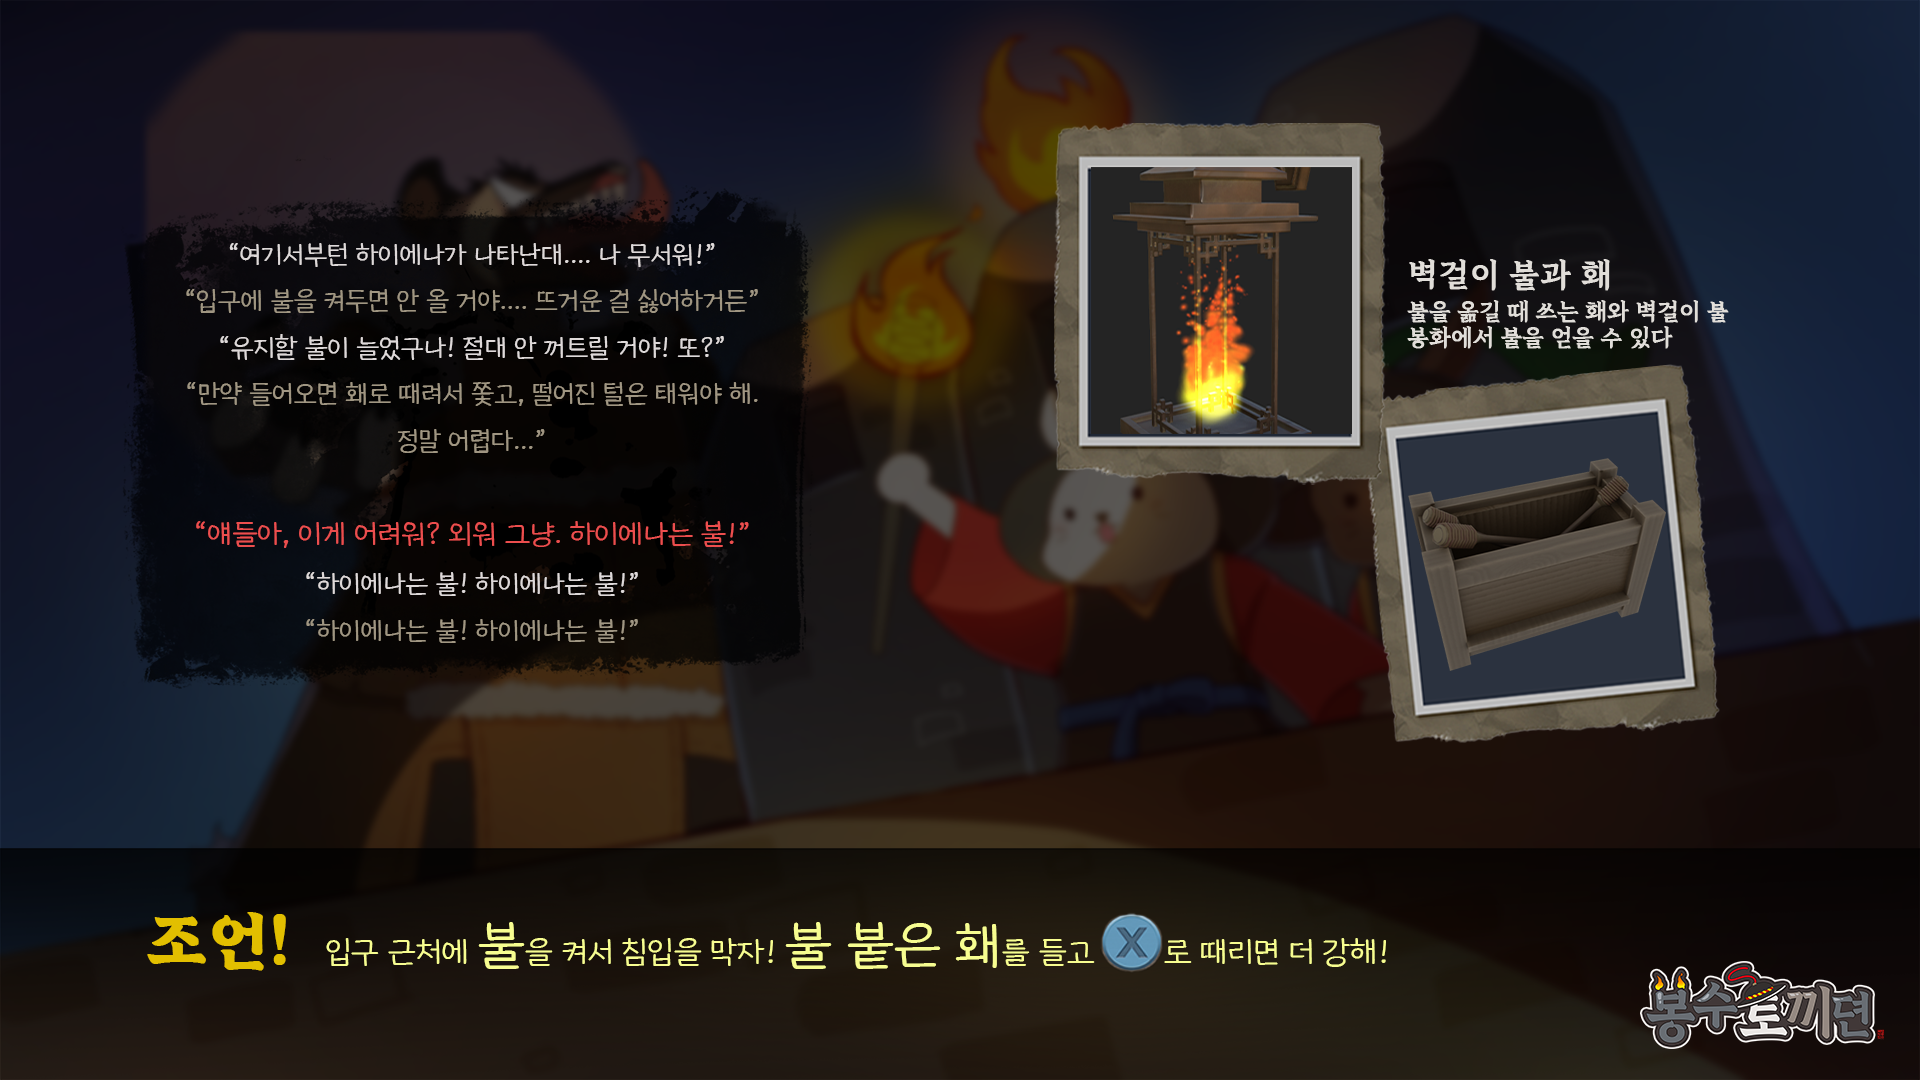 “여기서부턴 하이에나가 나타난대.... 나 무서워!”
“입구에 불을 켜두면 안 올 거야.... 뜨거운 걸 싫어하거든”
“유지할 불이 늘었구나! 절대 안 꺼트릴 거야! 또?”
“만약 들어오면 홰로 때려서 쫓고, 떨어진 털은 태워야 해.
정말 어렵다...”
“얘들아, 이게 어려워? 외워 그냥. 하이에나는 불!”
“하이에나는 불! 하이에나는 불!”
“하이에나는 불! 하이에나는 불!”
벽걸이 불과 홰
불을 옮길 때 쓰는 홰와 벽걸이 불
봉화에서 불을 얻을 수 있다
조언! 입구 근처에 불을 켜서 침입을 막자! 불 붙은 홰를 들고 X로 때리면 더 강해!
봉수토끼뎐